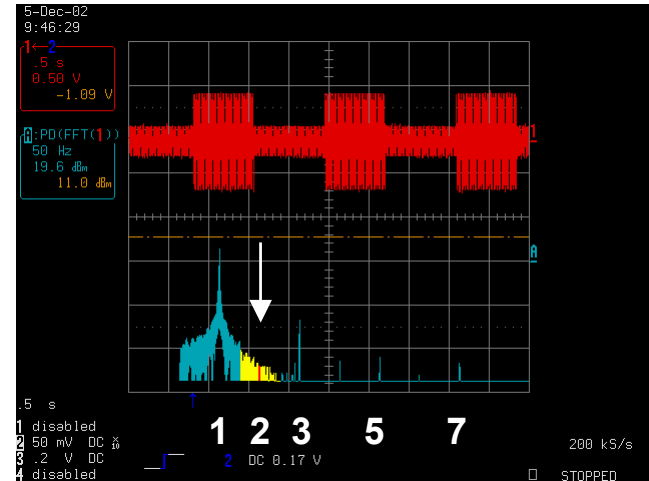 5-Dec-02
9:46:29
1←2
.5 s
0.50 V
-1.09 V
A:PD(FFT(1))
50 Hz
19.6 dBm
11.0 dBm
1
A
.5 s
1 2 3 5 7
1 disabled
2 50 mV DC X10
3 .2 V DC
4 disabled
2 DC 0.17 V
200 kS/s
STOPPED